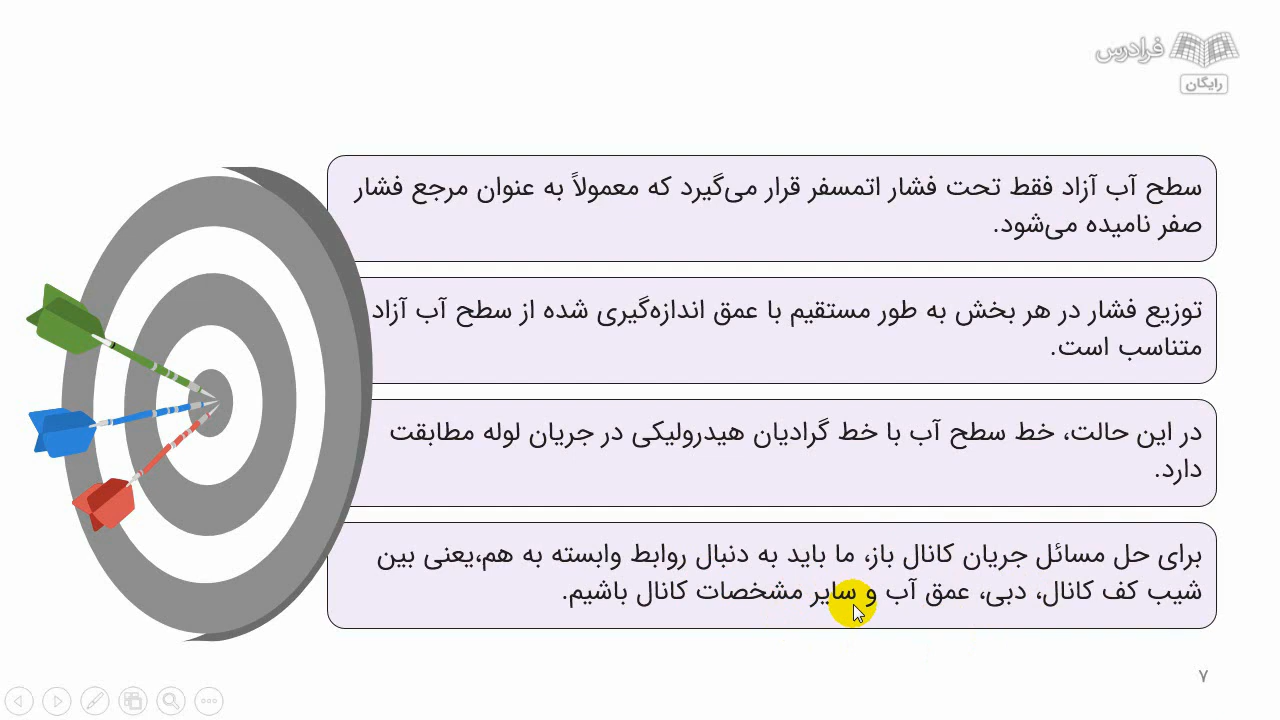 فرادرس
رایگان
سطح آب آزاد فقط تحت فشار اتمسفر قرار می‌گیرد که معمولاً به عنوان مرجع فشار
صفر نامیده می‌شود.
توزیع فشار در هر بخش به طور مستقیم با عمق اندازه‌گیری شده از سطح آب آزاد
متناسب است.
در این حالت، خط سطح آب با خط گرادیان هیدرولیکی در جریان لوله مطابقت
دارد.
برای حل مسائل جریان کانال باز، ما باید به دنبال روابط وابسته به هم،یعنی بین
شیب کف کانال، دبی، عمق آب و سایر مشخصات کانال باشیم.
۷